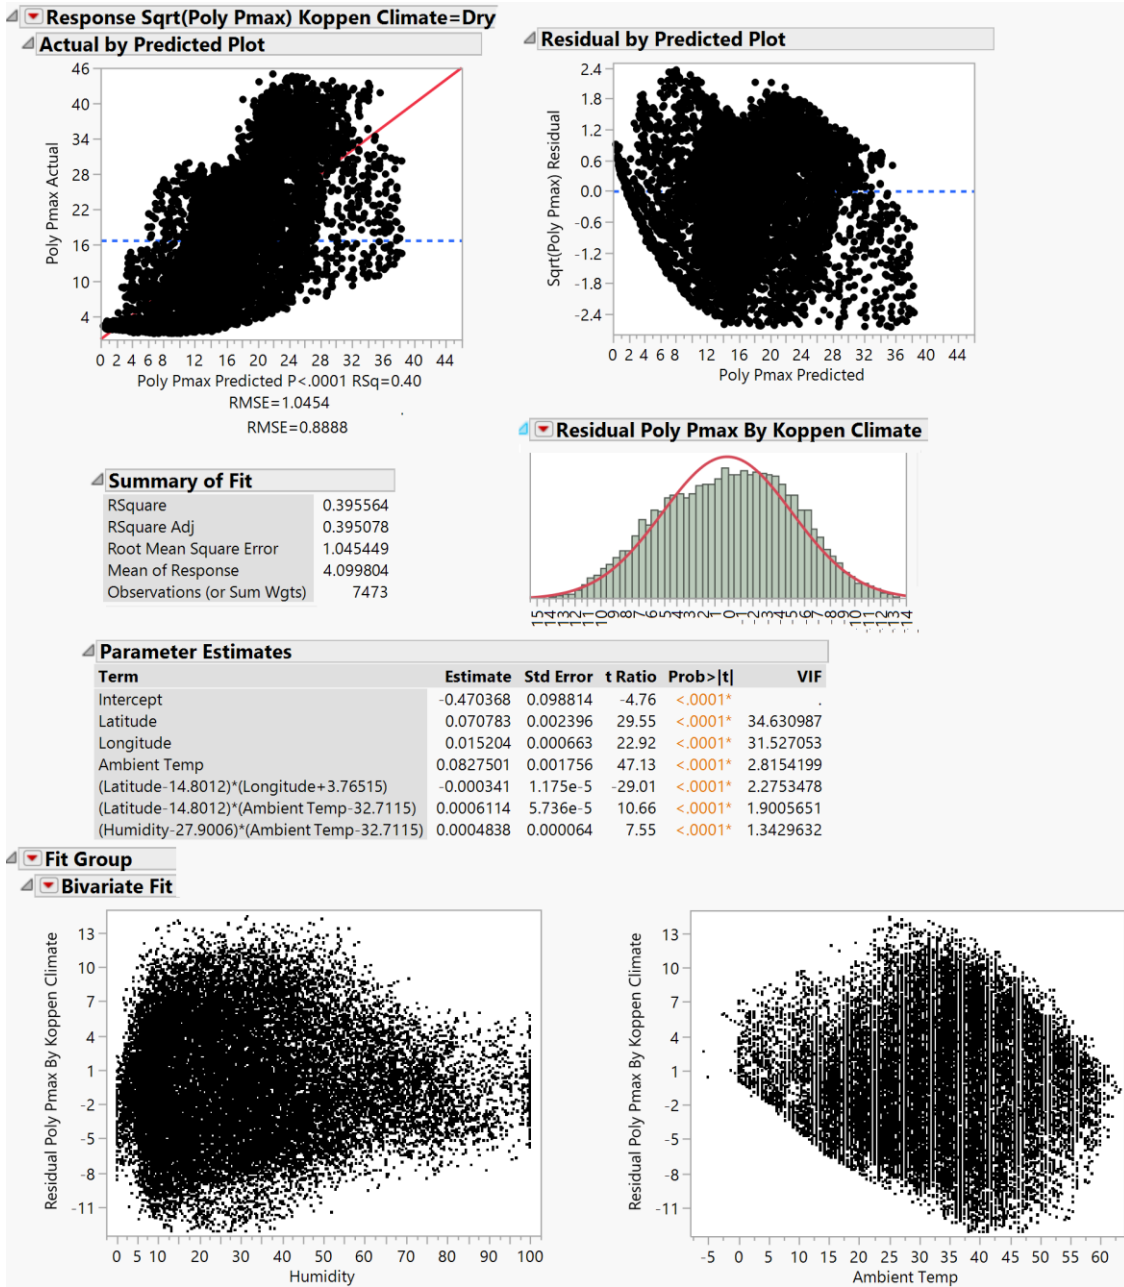 Response Sqrt(Poly Pmax) Koppen Climate=Dry
Actual by Predicted Plot
Poly Pmax Actual
46
40
34
28
22
16
10
4
0 2 4 6 8 12 16 20 24 28 32 36 40 44
Poly Pmax Predicted P<.0001 RSq=0.40
RMSE=1.0454
RMSE=0.8888
Residual by Predicted Plot
Sqrt(Poly Pmax) Residual
2.4
1.8
1.2
0.6
0.0
-0.6
-1.2
-1.8
-2.4
0 2 4 6 8 12 16 20 24 28 32 36 40 44
Poly Pmax Predicted
Residual Poly Pmax By Koppen Climate
Summary of Fit
RSquare 0.395564
RSquare Adj 0.395078
Root Mean Square Error 1.045449
Mean of Response 4.099804
Observations (or Sum Wgts) 7473
Parameter Estimates
Term Estimate Std Error t Ratio Prob>|t| VIF
Intercept -0.470368 0.098814 -4.76 <.0001* .
Latitude 0.070783 0.002396 29.55 <.0001* 34.630987
Longitude 0.015204 0.000663 22.92 <.0001* 31.527053
Ambient Temp 0.0827501 0.001756 47.13 <.0001* 2.8154199
(Latitude-14.8012)*(Longitude+3.76515) -0.000341 1.175e-5 -29.01 <.0001* 2.2753478
(Latitude-14.8012)*(Ambient Temp-32.7115) 0.0006114 5.736e-5 10.66 <.0001* 1.9005651
(Humidity-27.9006)*(Ambient Temp-32.7115) 0.0004838 0.000064 7.55 <.0001* 1.3429632
Fit Group
Bivariate Fit
Residual Poly Pmax By Koppen Climate
13
10
7
4
1
-2
-5
-8
-11
0 5 10 20 30 40 50 60 70 80 90 100
Humidity
Residual Poly Pmax By Koppen Climate
13
10
7
4
1
-2
-5
-8
-11
-5 0 5 10 15 20 25 30 35 40 45 50 55 60
Ambient Temp